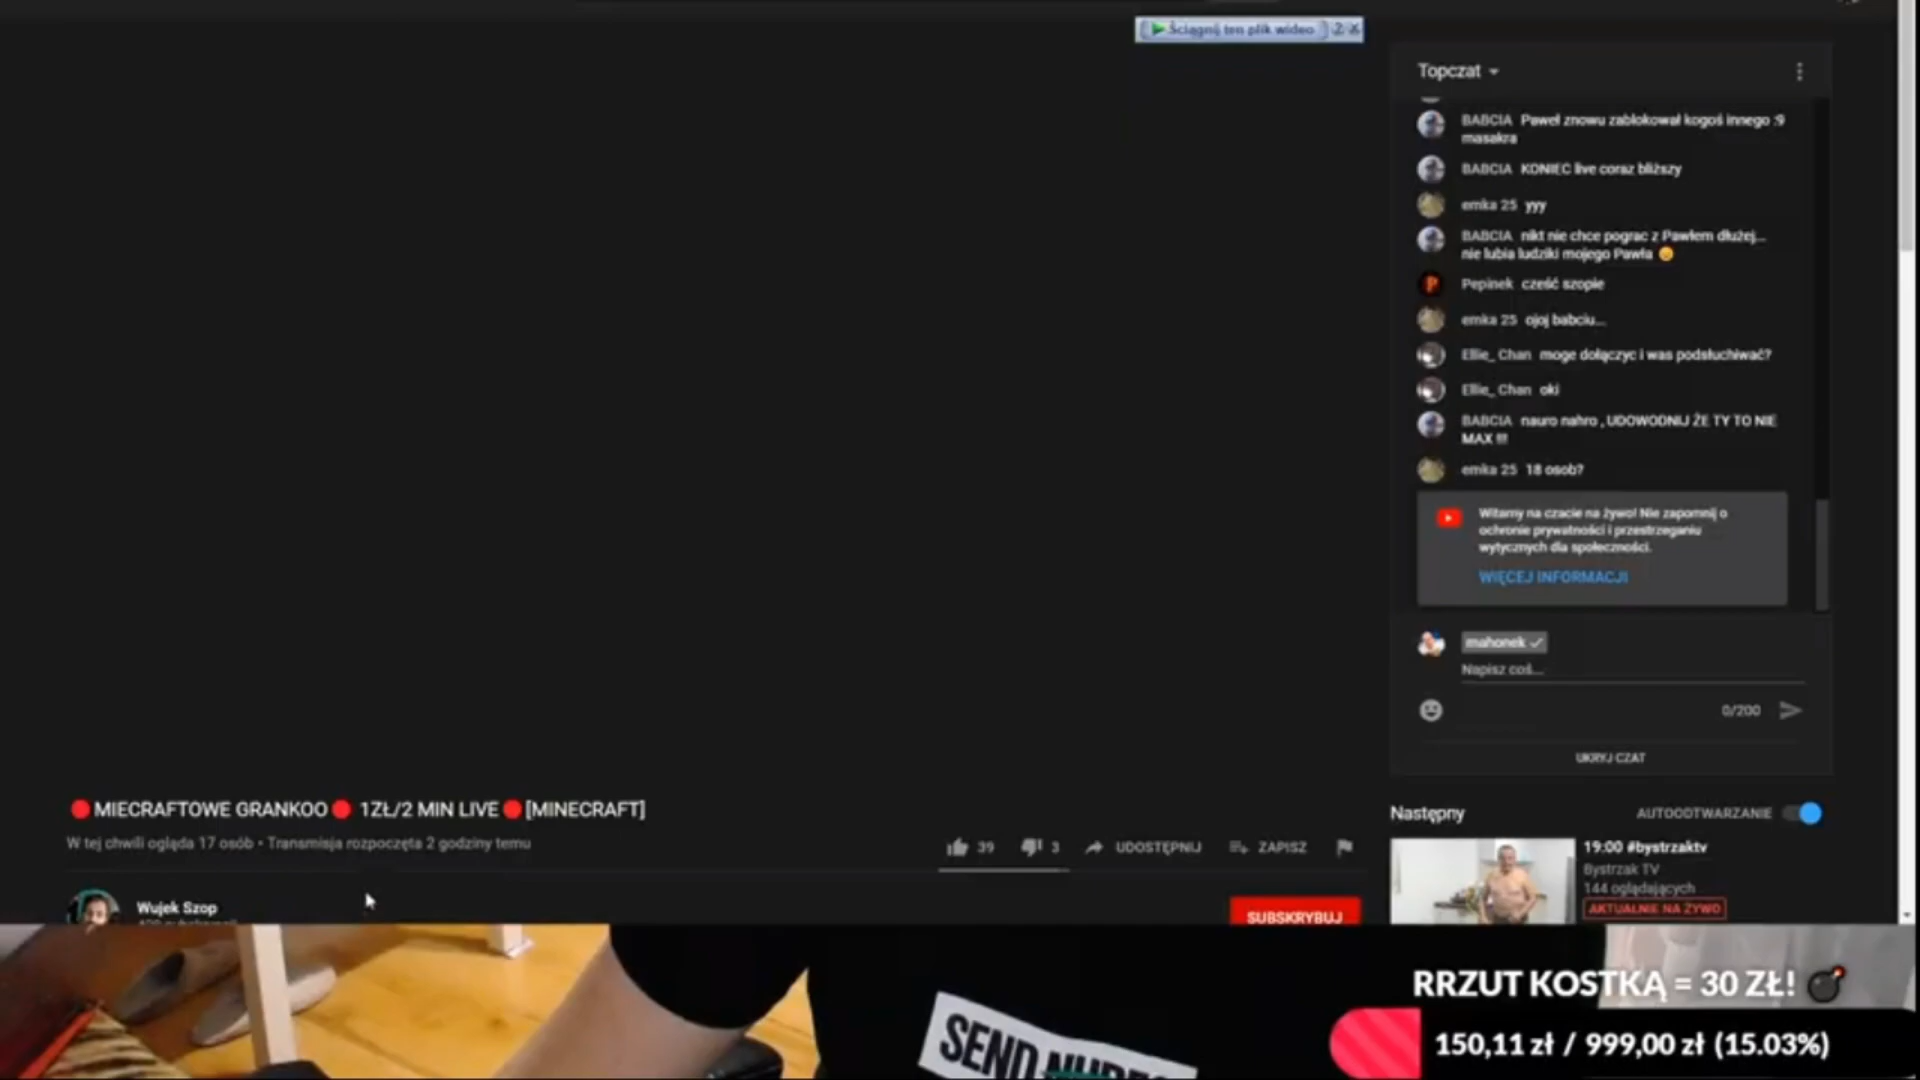 Ściągnij ten plik wideo ? X
Topczat
BABCIA Paweł znowu zablokował kogoś innego :9
masakra
BABCIA KONIEC live coraz bliższy
emka 25 yyy
BABCIA nikt nie chce pograc z Pawłem dłużej...
nie lubia ludziki mojego Pawła
Pepinek cześć szopie
emka 25 ojoj babciu...
Ellie_ Chan moge dołączyc i was podsłuchiwać?
Ellie_ Chan oki
BABCIA nauro nahro , UDOWODNIJ ŻE TY TO NIE
MAX !!!
emka 25 18 osob?
Witamy na czacie na żywo! Nie zapomnij o
ochronie prywatności i przestrzeganiu
wytycznych dla społeczności.
WIĘCEJ INFORMACJI
mahonek
Napisz coś...
0/200
UKRYJ CZAT
MIECRAFTOWE GRANKOO 1ZŁ/2 MIN LIVE [MINECRAFT]
W tej chwili ogląda 17 osób • Transmisja rozpoczęta 2 godziny temu
39 3 UDOSTĘPNIJ ZAPISZ
Wujek Szop
SUBSKRYBUJ
Następny AUTOODTWARZANIE
19:00 #bystrzaktv
Bystrzak TV
144 oglądających
AKTUALNIE NA ŻYWO
SEND
RRZUT KOSTKĄ = 30 ZŁ!
150,11 zł / 999,00 zł (15.03%)